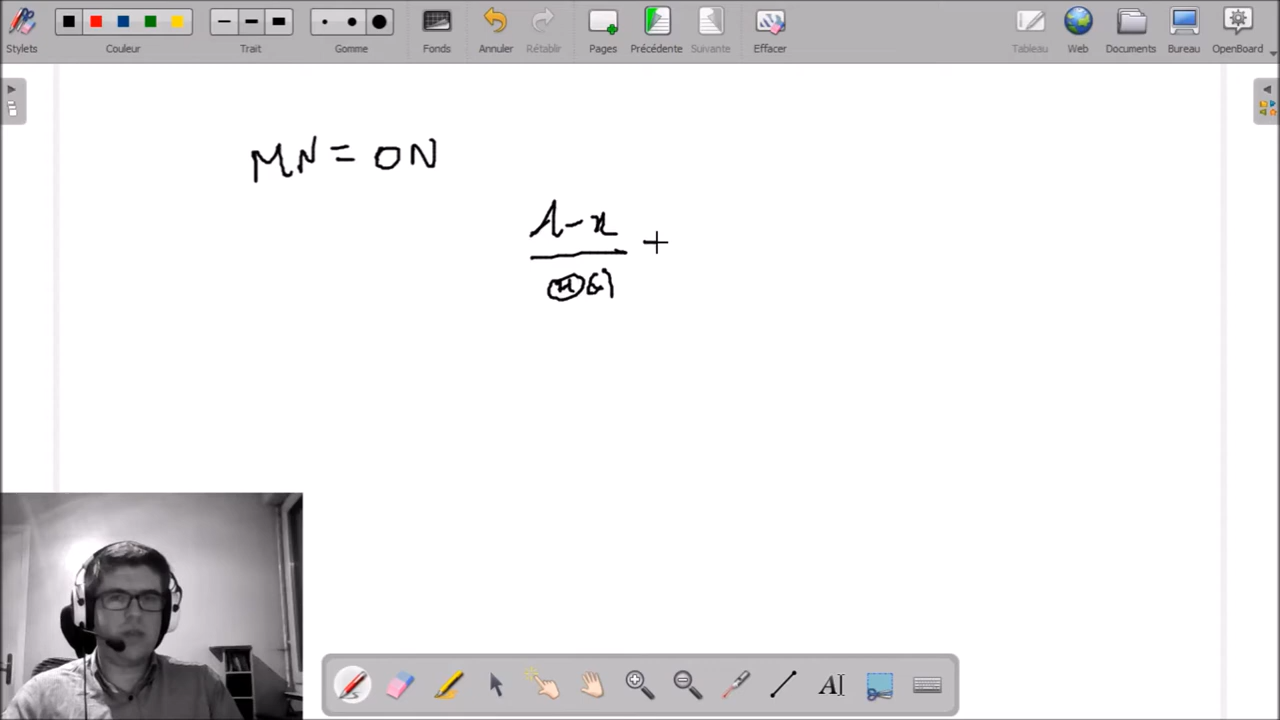 Stylets
Couleur
Trait
Gomme
Fonds
Annuler
Rétablir
Pages
Précédente
Suivante
Effacer
Tableau
Web
Documents
Bureau
OpenBoard
MN = ON
1 - x
AI